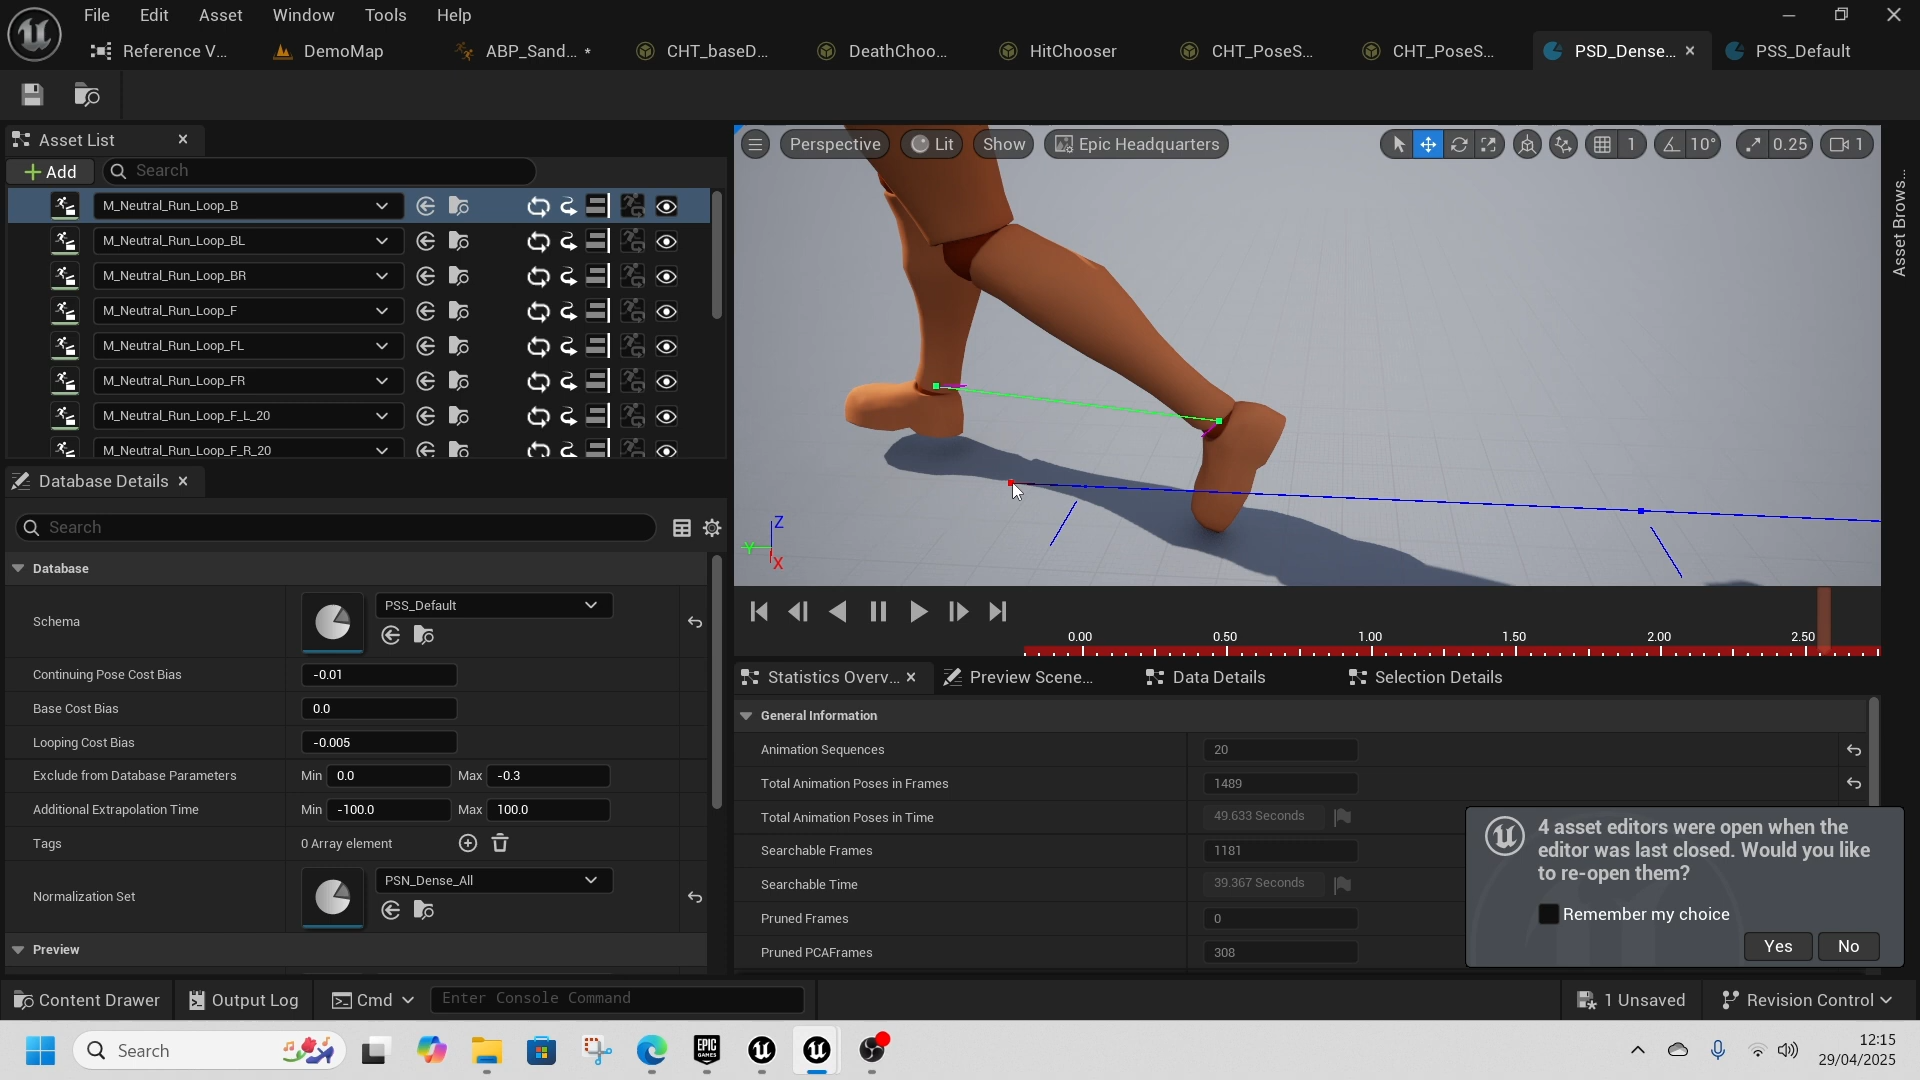 File Edit Asset Window Tools Help
Reference V... DemoMap ABP_Sand... * CHT_baseD... DeathChoo... HitChooser CHT_PoseS... CHT_PoseS... PSD_Dense... PSS_Default
Asset List
Add Search
M_Neutral_Run_Loop_B
M_Neutral_Run_Loop_BL
M_Neutral_Run_Loop_BR
M_Neutral_Run_Loop_F
M_Neutral_Run_Loop_FL
M_Neutral_Run_Loop_FR
M_Neutral_Run_Loop_F_L_20
M_Neutral_Run_Loop_F_R_20
Database Details
Search
Database
Schema PSS_Default
Continuing Pose Cost Bias -0.01
Base Cost Bias 0.0
Looping Cost Bias -0.005
Exclude from Database Parameters Min 0.0 Max -0.3
Additional Extrapolation Time Min -100.0 Max 100.0
Tags 0 Array element
Normalization Set PSN_Dense_All
Preview
Perspective Lit Show Epic Headquarters 1 10° 0.25 1
Asset Brows...
Z
Y
X
0.00 0.50 1.00 1.50 2.00 2.50
Statistics Overv... Preview Scene... Data Details Selection Details
General Information
Animation Sequences 20
Total Animation Poses in Frames 1489
Total Animation Poses in Time 49.633 Seconds
Searchable Frames 1181
Searchable Time 39.367 Seconds
Pruned Frames 0
Pruned PCAFrames 308
4 asset editors were open when the
editor was last closed. Would you like
to re-open them?
Remember my choice
Yes No
Content Drawer Output Log Cmd Enter Console Command 1 Unsaved Revision Control
Search
EPIC
GAMES
12:15
29/04/2025